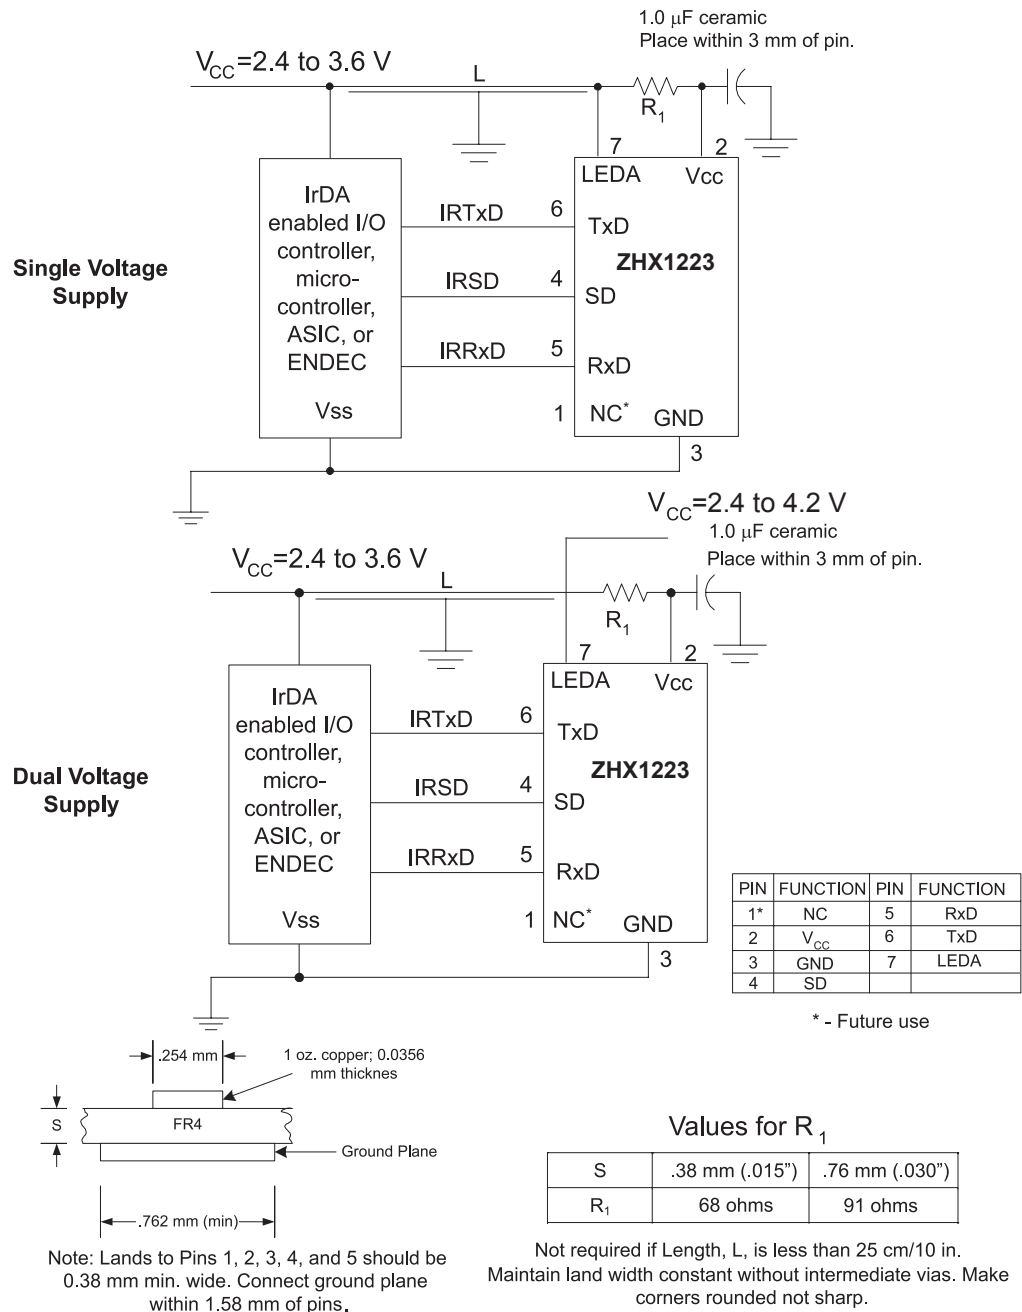 1.0 μF ceramic
Place within 3 mm of pin.
V_CC=2.4 to 3.6 V
L
R1
7
2
LEDA
Vcc
IrDA
enabled I/O
controller,
micro-
controller,
ASIC, or
ENDEC
Vss
IRTxD
6
TxD
ZHX1223
IRSD
4
SD
IRRxD
5
RxD
1
NC*
GND
3
Single Voltage
Supply
V_CC=2.4 to 4.2 V
1.0 μF ceramic
Place within 3 mm of pin.
V_CC=2.4 to 3.6 V
L
R1
7
2
LEDA
Vcc
IrDA
enabled I/O
controller,
micro-
controller,
ASIC, or
ENDEC
Vss
IRTxD
6
TxD
ZHX1223
IRSD
4
SD
IRRxD
5
RxD
1
NC*
GND
3
Dual Voltage
Supply
PIN FUNCTION PIN FUNCTION
1* NC 5 RxD
2 V_CC 6 TxD
3 GND 7 LEDA
4 SD
* - Future use
.254 mm
1 oz. copper; 0.0356
mm thicknes
S
FR4
Ground Plane
.762 mm (min)
Note: Lands to Pins 1, 2, 3, 4, and 5 should be
0.38 mm min. wide. Connect ground plane
within 1.58 mm of pins.
Values for R1
S .38 mm (.015") .76 mm (.030")
R1 68 ohms 91 ohms
Not required if Length, L, is less than 25 cm/10 in.
Maintain land width constant without intermediate vias. Make
corners rounded not sharp.